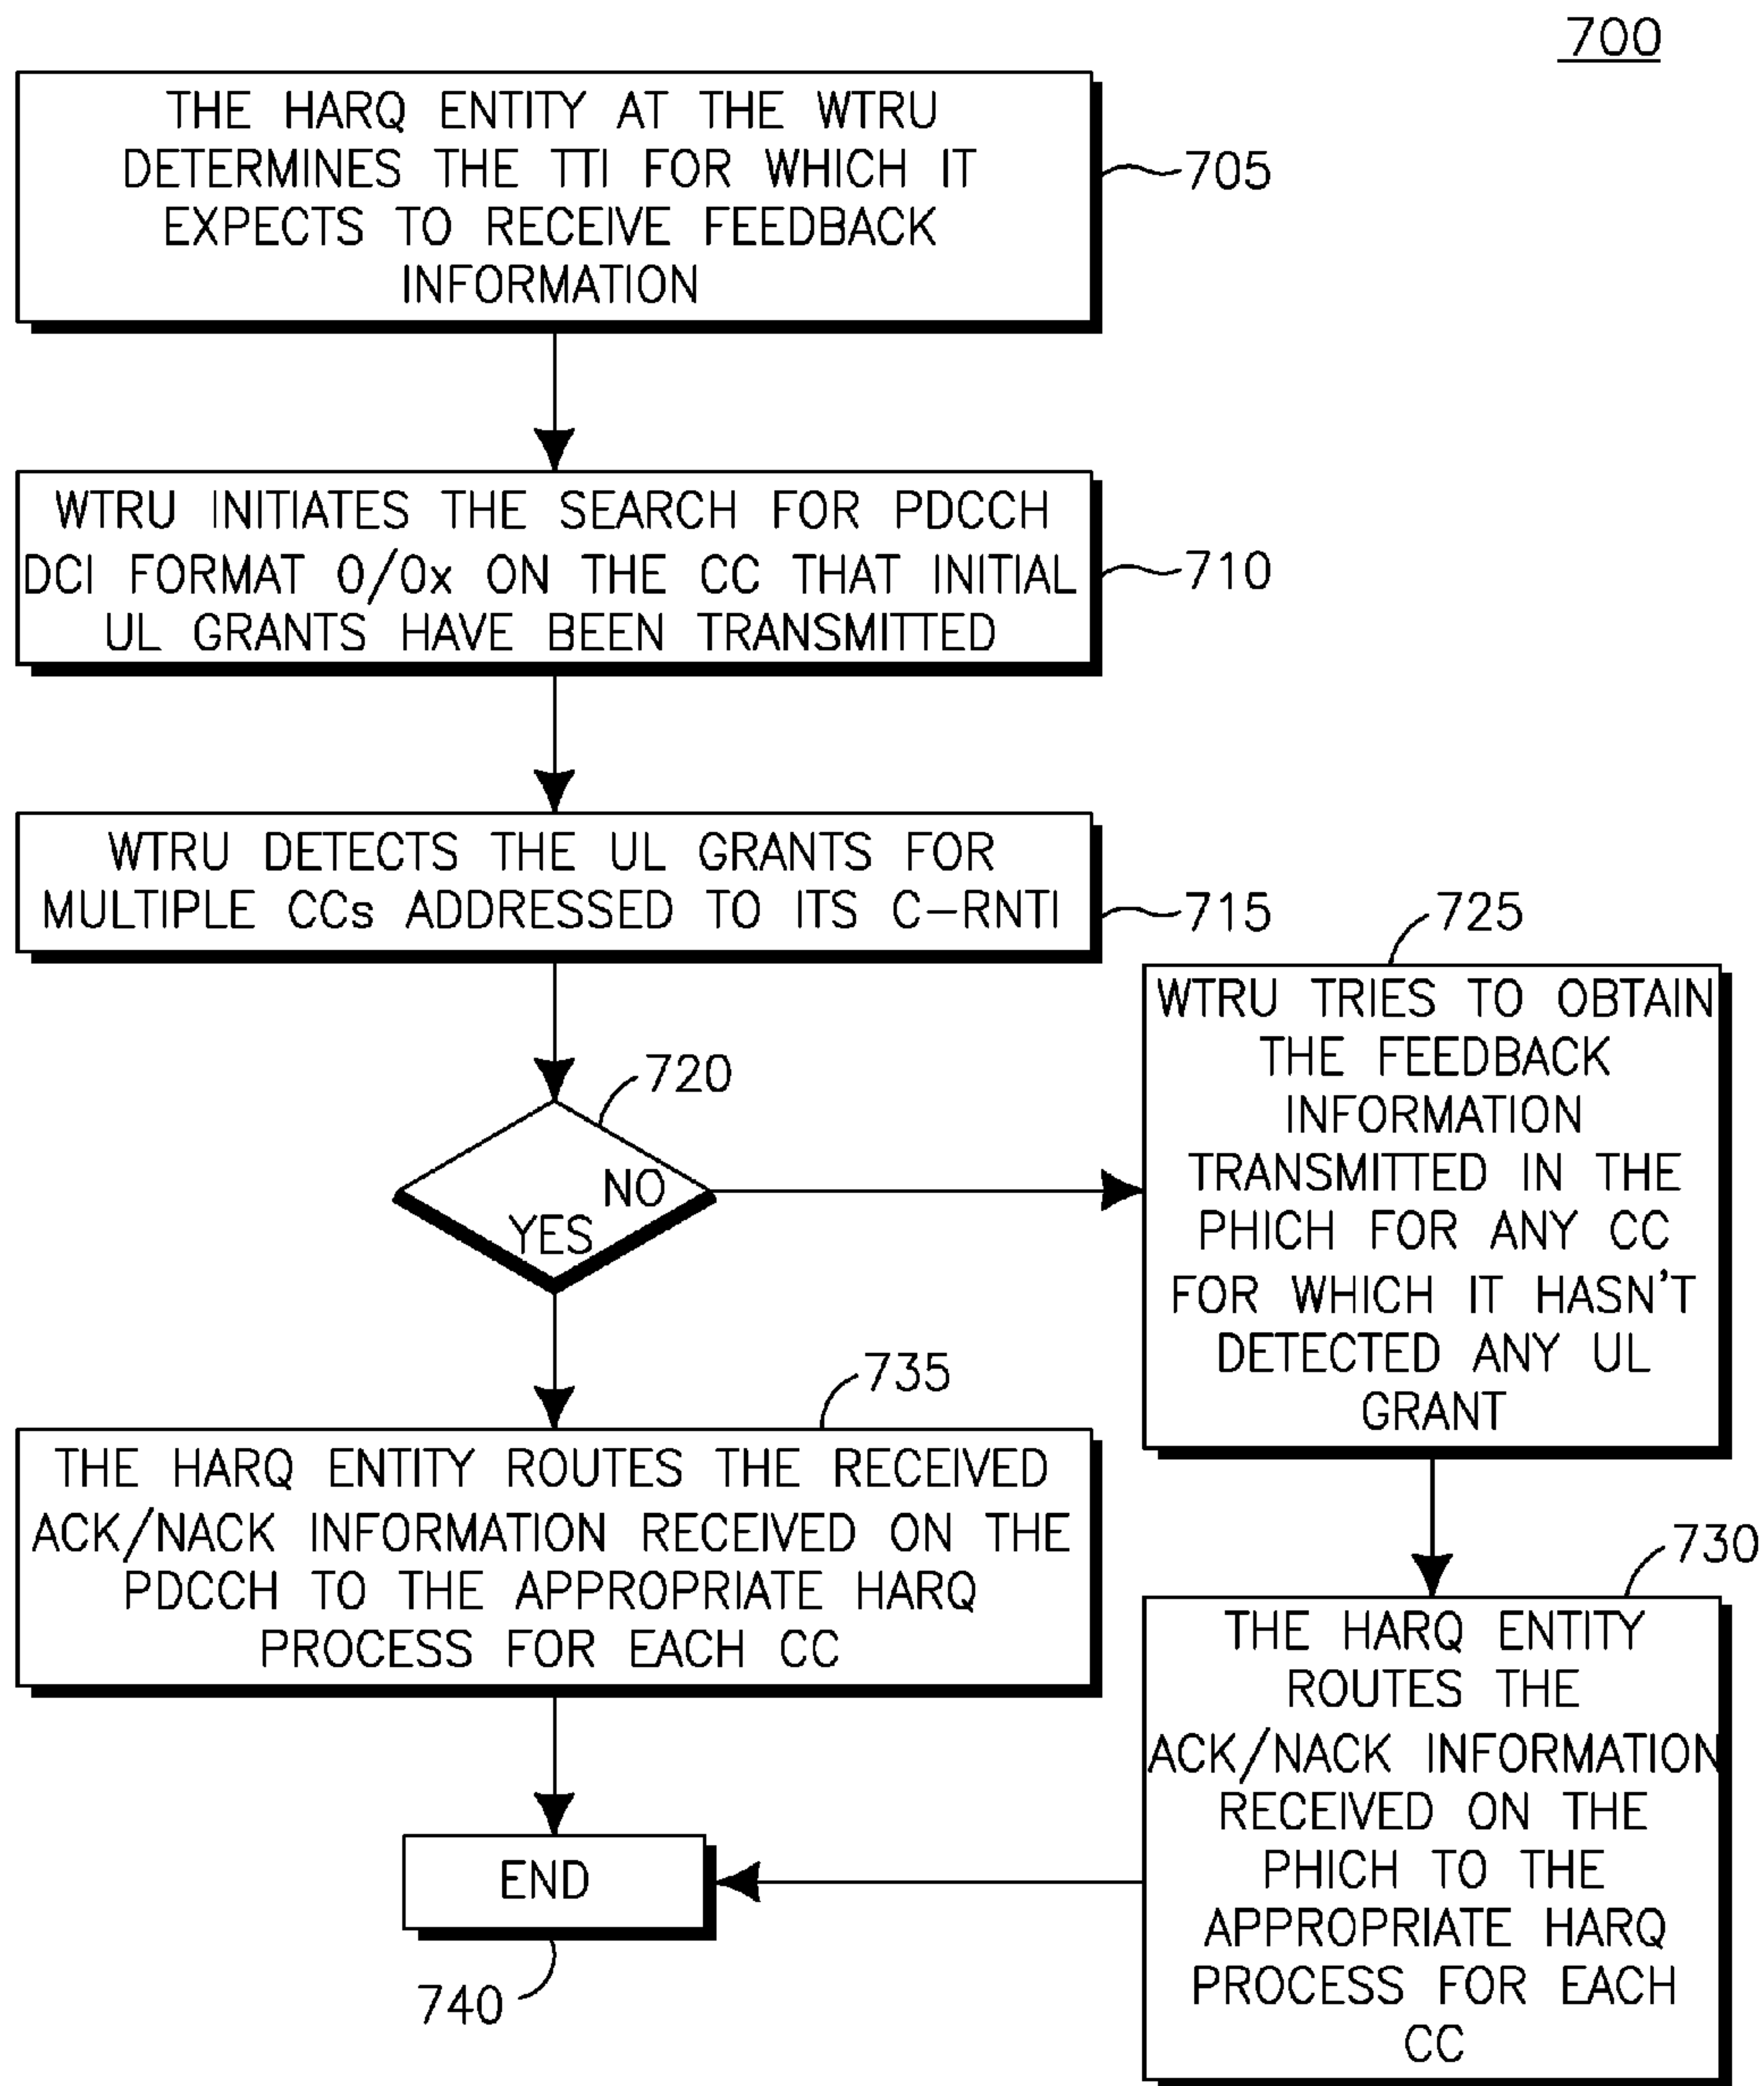 700
THE HARQ ENTITY AT THE WTRU
DETERMINES THE TTI FOR WHICH IT
EXPECTS TO RECEIVE FEEDBACK
INFORMATION
705
WTRU INITIATES THE SEARCH FOR PDCCH
DCI FORMAT 0/0x ON THE CC THAT INITIAL
UL GRANTS HAVE BEEN TRANSMITTED
710
WTRU DETECTS THE UL GRANTS FOR
MULTIPLE CCs ADDRESSED TO ITS C-RNTI
715
720
NO
YES
725
WTRU TRIES TO OBTAIN
THE FEEDBACK
INFORMATION
TRANSMITTED IN THE
PHICH FOR ANY CC
FOR WHICH IT HASN'T
DETECTED ANY UL
GRANT
735
THE HARQ ENTITY ROUTES THE RECEIVED
ACK/NACK INFORMATION RECEIVED ON THE
PDCCH TO THE APPROPRIATE HARQ
PROCESS FOR EACH CC
730
THE HARQ ENTITY
ROUTES THE
ACK/NACK INFORMATION
RECEIVED ON THE
PHICH TO THE
APPROPRIATE HARQ
PROCESS FOR EACH
CC
END
740